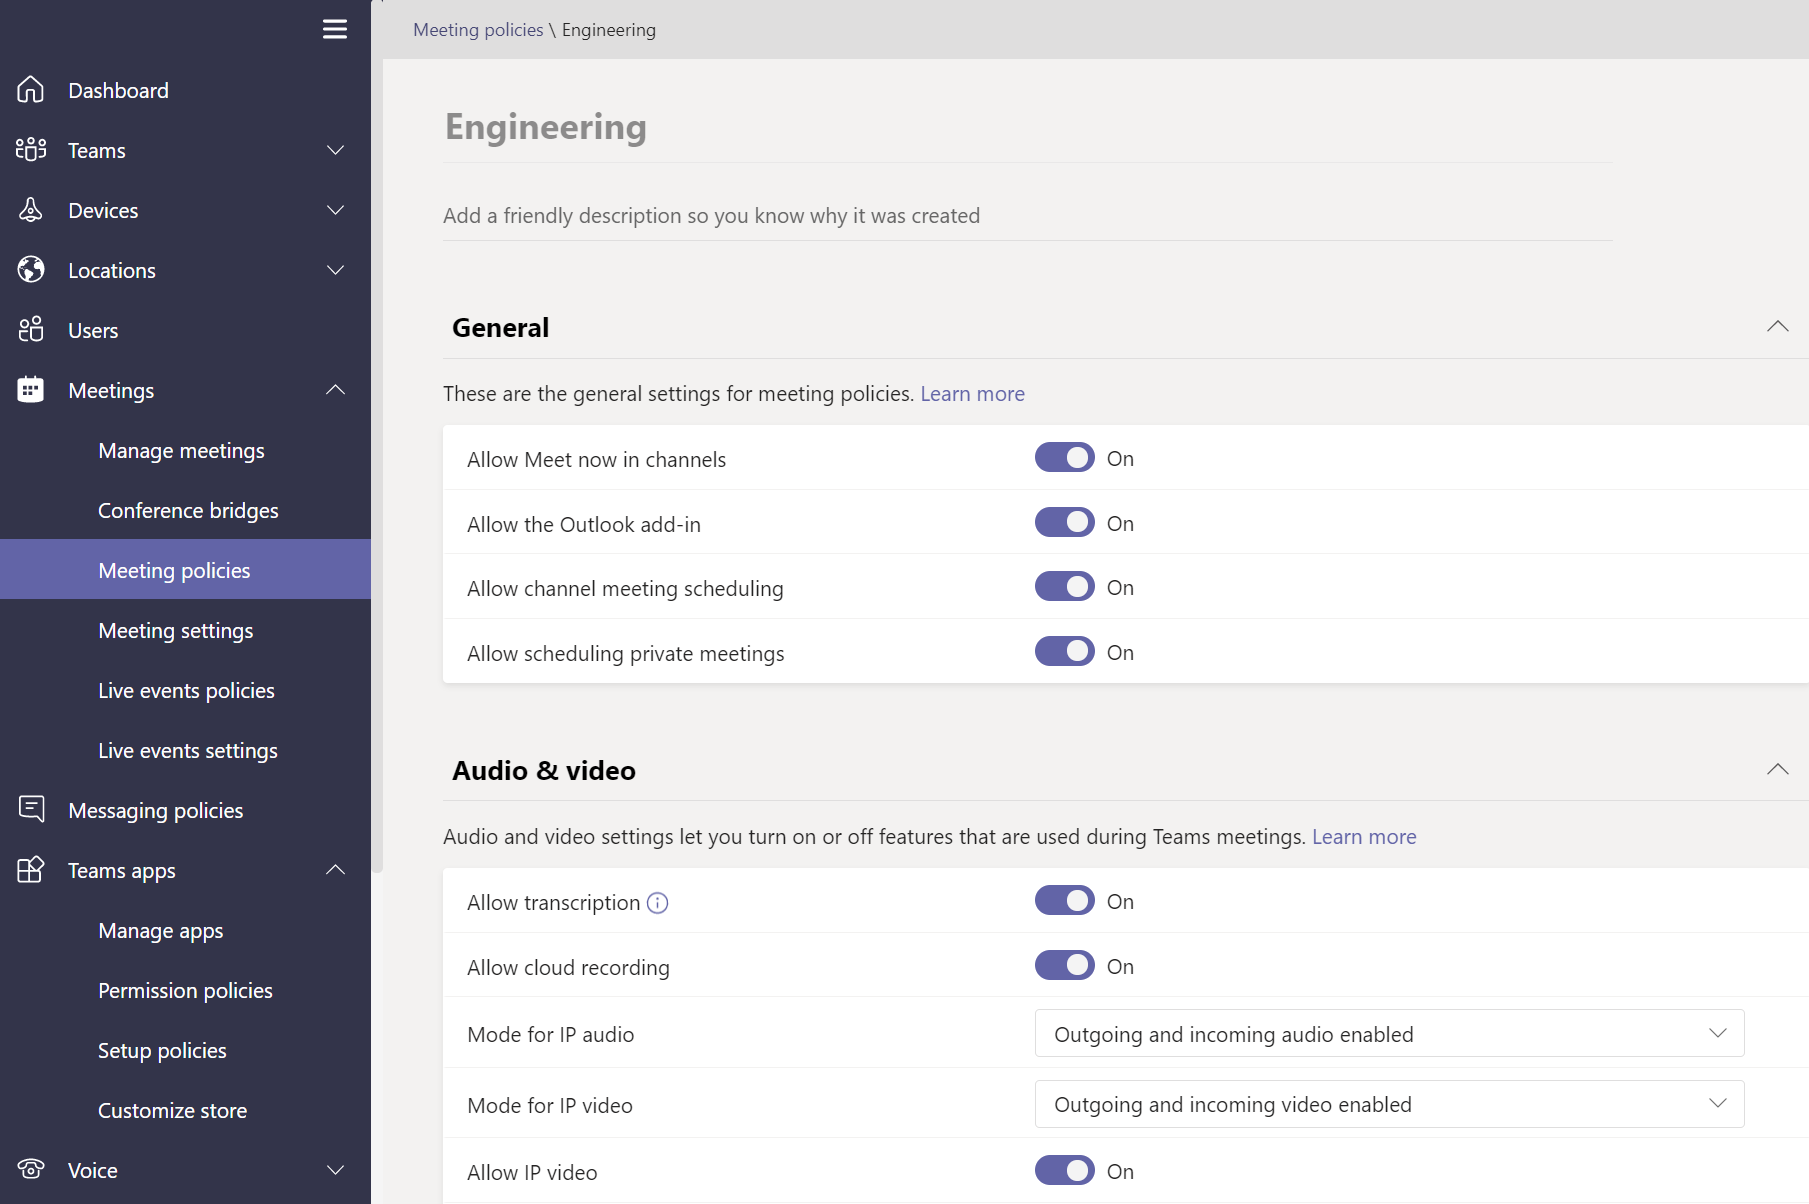 Dashboard
Teams
Devices
Locations
Users
Meetings
Manage meetings
Conference bridges
Meeting policies
Meeting settings
Live events policies
Live events settings
Messaging policies
Teams apps
Manage apps
Permission policies
Setup policies
Customize store
Voice
Meeting policies \ Engineering
Engineering
Add a friendly description so you know why it was created
General
These are the general settings for meeting policies. Learn more
Allow Meet now in channels On
Allow the Outlook add-in On
Allow channel meeting scheduling On
Allow scheduling private meetings On
Audio & video
Audio and video settings let you turn on or off features that are used during Teams meetings. Learn more
Allow transcription On
Allow cloud recording On
Mode for IP audio Outgoing and incoming audio enabled
Mode for IP video Outgoing and incoming video enabled
Allow IP video On